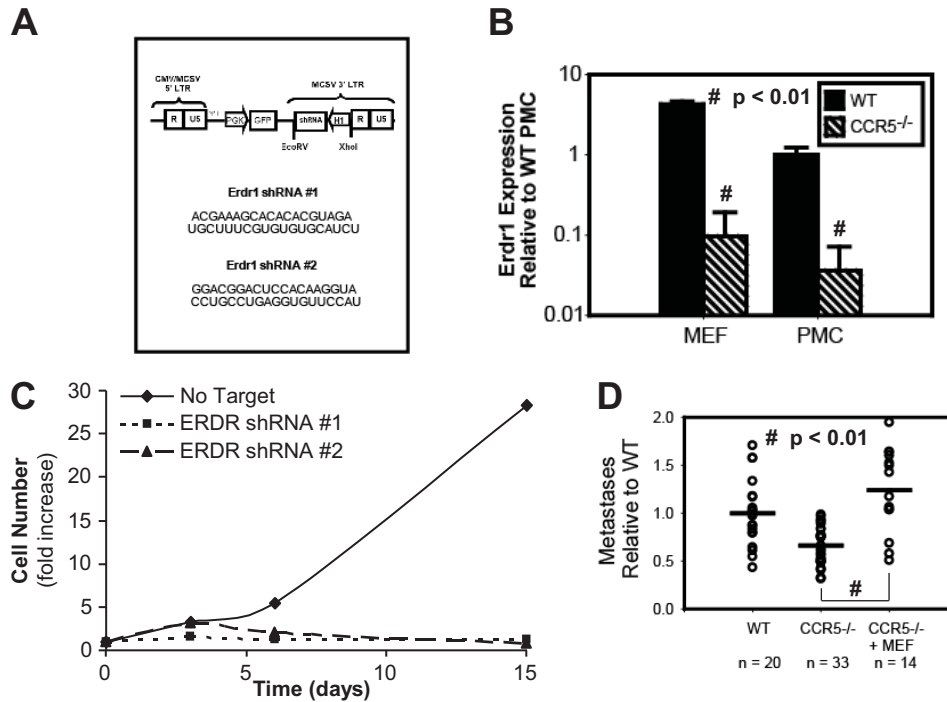 A
CMV/MCSV
5' LTR
MCSV 3' LTR
R U5
PGK GFP
shRNA H1 R U5
EcoRV XhoI
Erdr1 shRNA #1
ACGAAAGCACACACGUAGA
UGCUUUCGUGUGUGCAUCU
Erdr1 shRNA #2
GGACGGACUCCACAAGGUA
CCUGCCUGAGGUGUUCCAU
B
Erdr1 Expression
Relative to WT PMC
10
1
0.1
0.01
# p < 0.01
WT
CCR5-/-
#
#
MEF PMC
C
Cell Number
(fold increase)
30
25
20
15
10
5
0
No Target
ERDR shRNA #1
ERDR shRNA #2
0 5 10 15
Time (days)
D
Metastases
Relative to WT
2.0
1.5
1.0
0.5
0.0
# p < 0.01
#
WT CCR5-/- CCR5-/-
+ MEF
n = 20 n = 33 n = 14